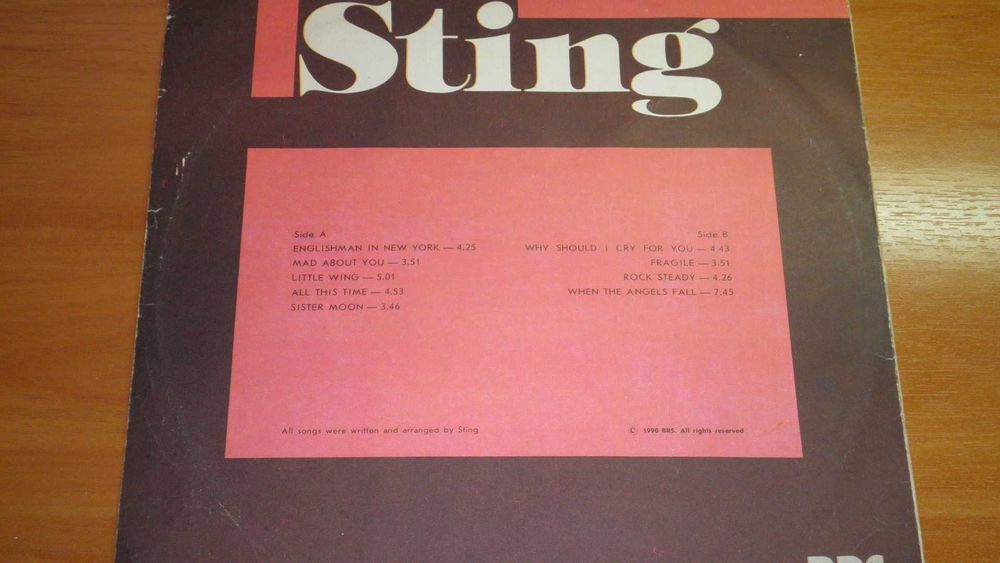 Sting
Side A
ENGLISHMAN IN NEW YORK — 4.25
MAD ABOUT YOU — 3.51
LITTLE WING — 5.01
ALL THIS TIME — 4.53
SISTER MOON — 3.46
Side B
WHY SHOULD I CRY FOR YOU — 4.43
FRAGILE — 3.51
ROCK STEADY — 4.26
WHEN THE ANGELS FALL — 7.45
All songs were written and arranged by Sting
© 1990 BRS. All rights reserved